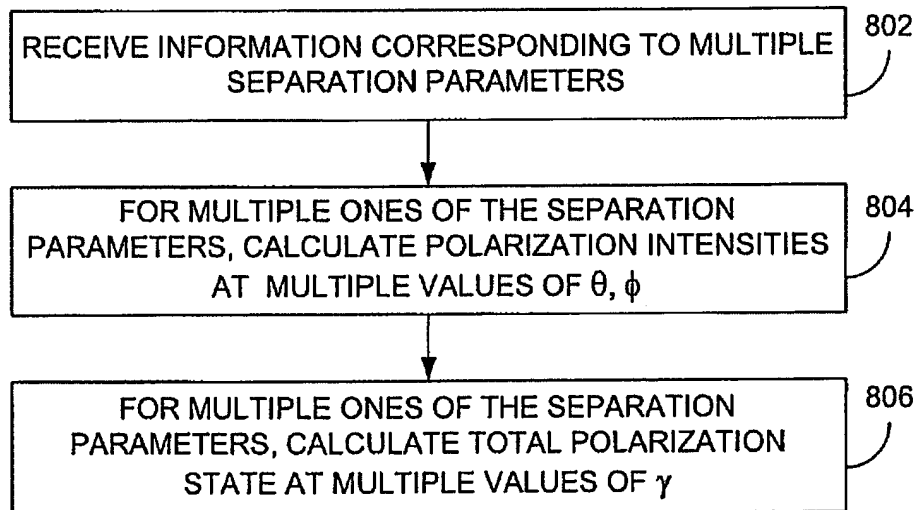 RECEIVE INFORMATION CORRESPONDING TO MULTIPLE
SEPARATION PARAMETERS
802
FOR MULTIPLE ONES OF THE SEPARATION
PARAMETERS, CALCULATE POLARIZATION INTENSITIES
AT MULTIPLE VALUES OF θ, ϕ
804
FOR MULTIPLE ONES OF THE SEPARATION
PARAMETERS, CALCULATE TOTAL POLARIZATION
STATE AT MULTIPLE VALUES OF γ
806